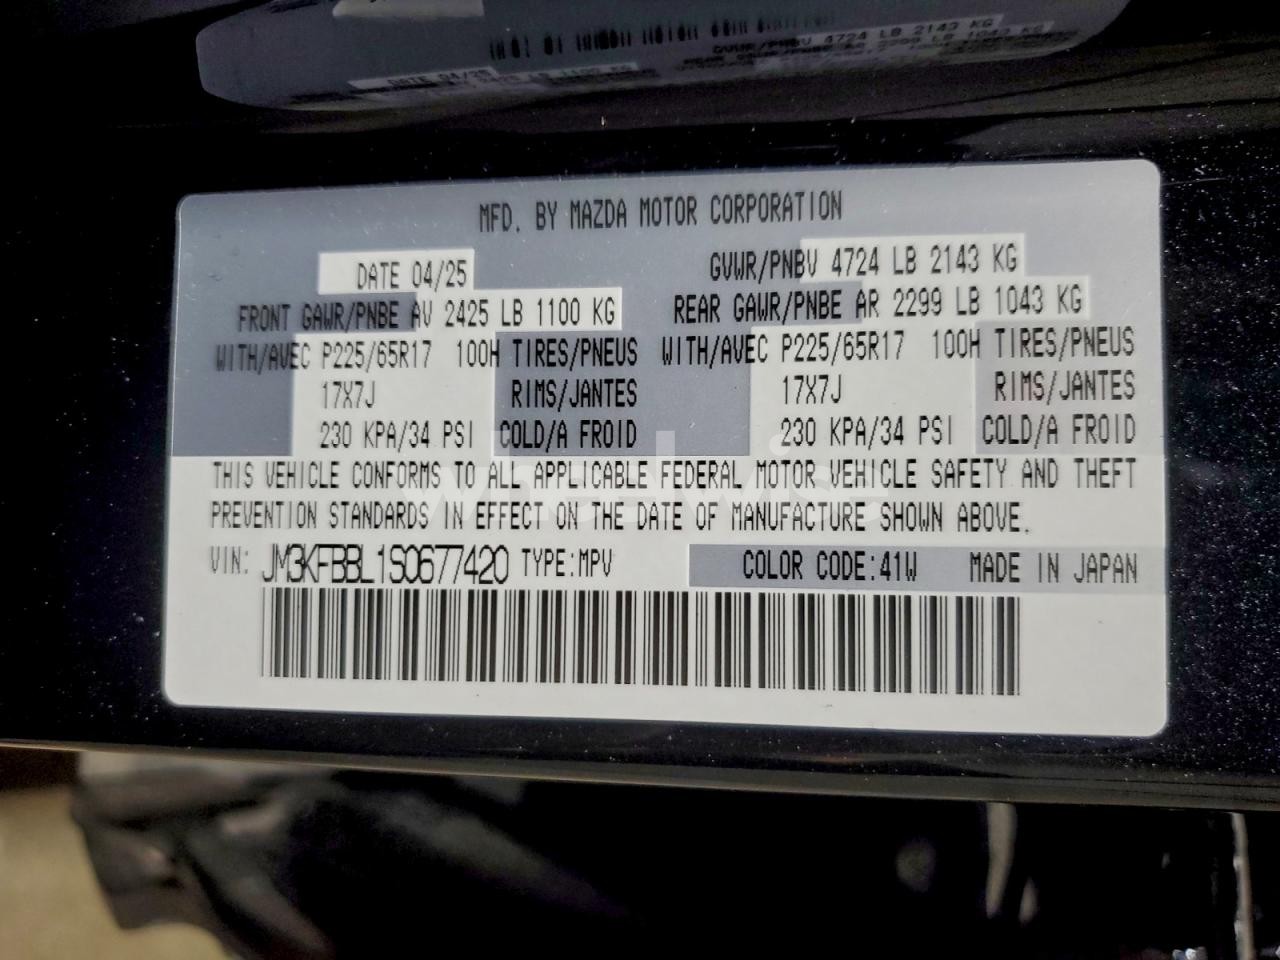 MFD. BY MAZDA MOTOR CORPORATION
DATE 04/25 GVWR/PNBV 4724 LB 2143 KG
FRONT GAWR/PNBE AV 2425 LB 1100 KG REAR GAWR/PNBE AR 2299 LB 1043 KG
WITH/AVEC P225/65R17 100H TIRES/PNEUS WITH/AVEC P225/65R17 100H TIRES/PNEUS
17X7J RIMS/JANTES 17X7J RIMS/JANTES
230 KPA/34 PSI COLD/A FROID 230 KPA/34 PSI COLD/A FROID
THIS VEHICLE CONFORMS TO ALL APPLICABLE FEDERAL MOTOR VEHICLE SAFETY AND THEFT
PREVENTION STANDARDS IN EFFECT ON THE DATE OF MANUFACTURE SHOWN ABOVE.
VIN: JM3KFBBL1S0677420 TYPE:MPV COLOR CODE:41W MADE IN JAPAN
wheelwise